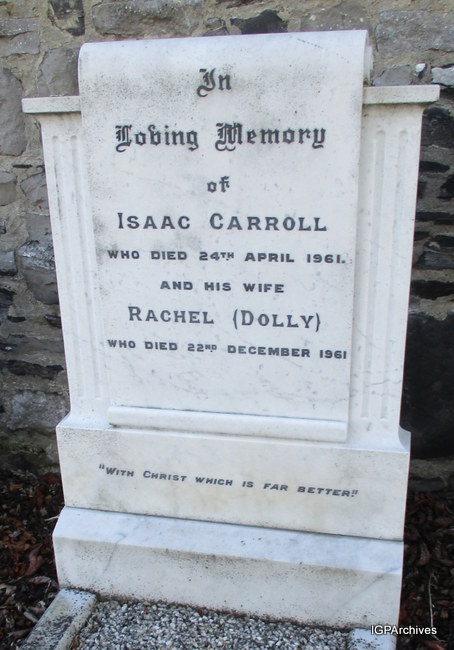 In
Loving Memory
of
ISAAC CARROLL
WHO DIED 24TH APRIL 1961.
AND HIS WIFE
RACHEL (DOLLY)
WHO DIED 22ND DECEMBER 1961
"WITH CHRIST WHICH IS FAR BETTER."
IGPArchives